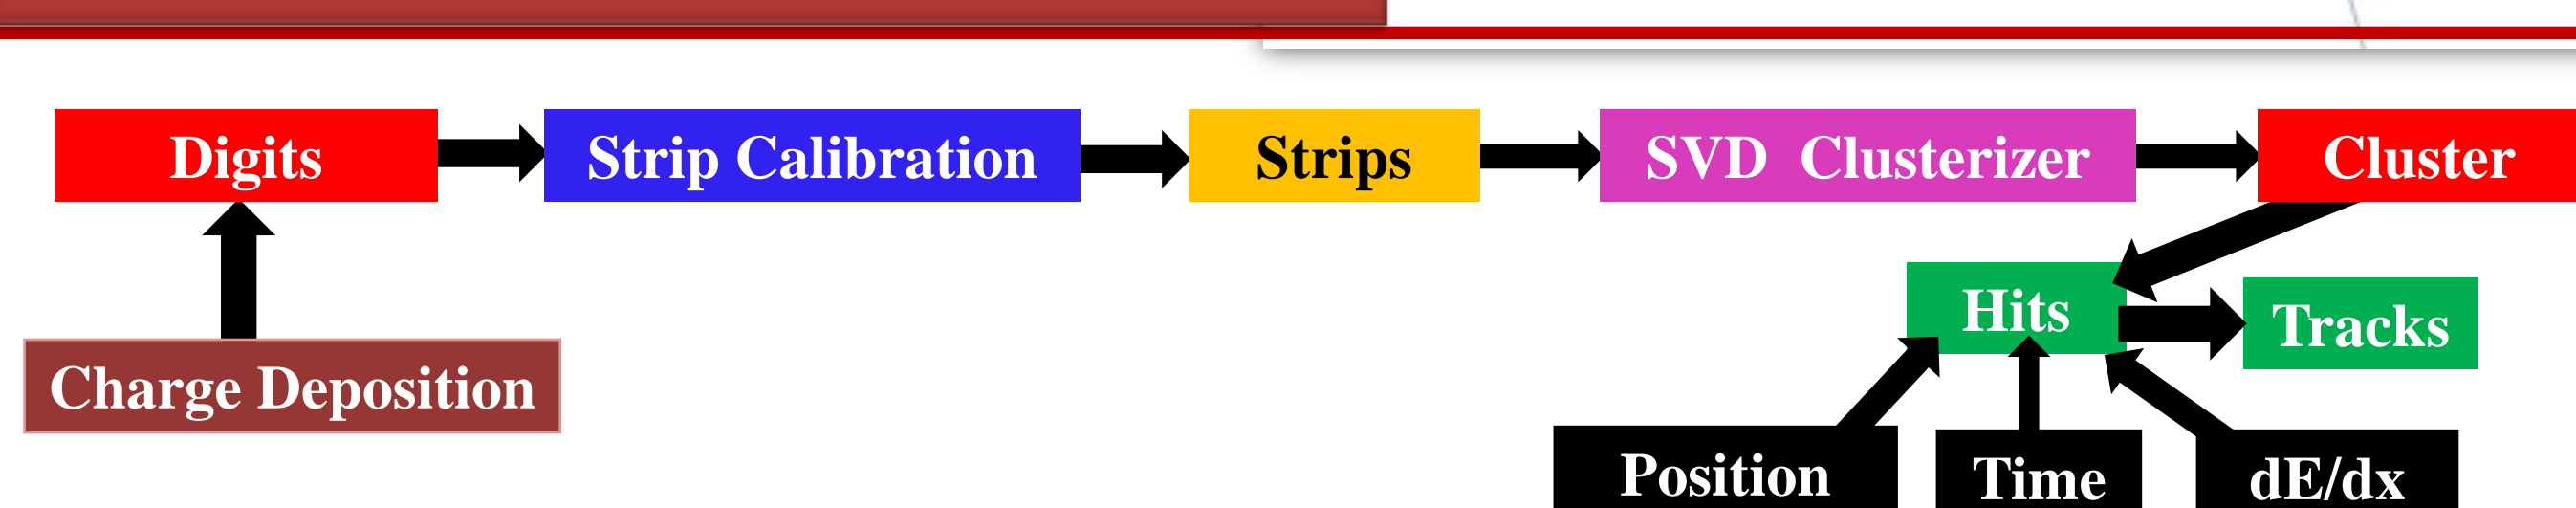 Digits
Strip Calibration
Strips
SVD Clusterizer
Cluster
Hits
Tracks
Charge Deposition
Position
Time
dE/dx